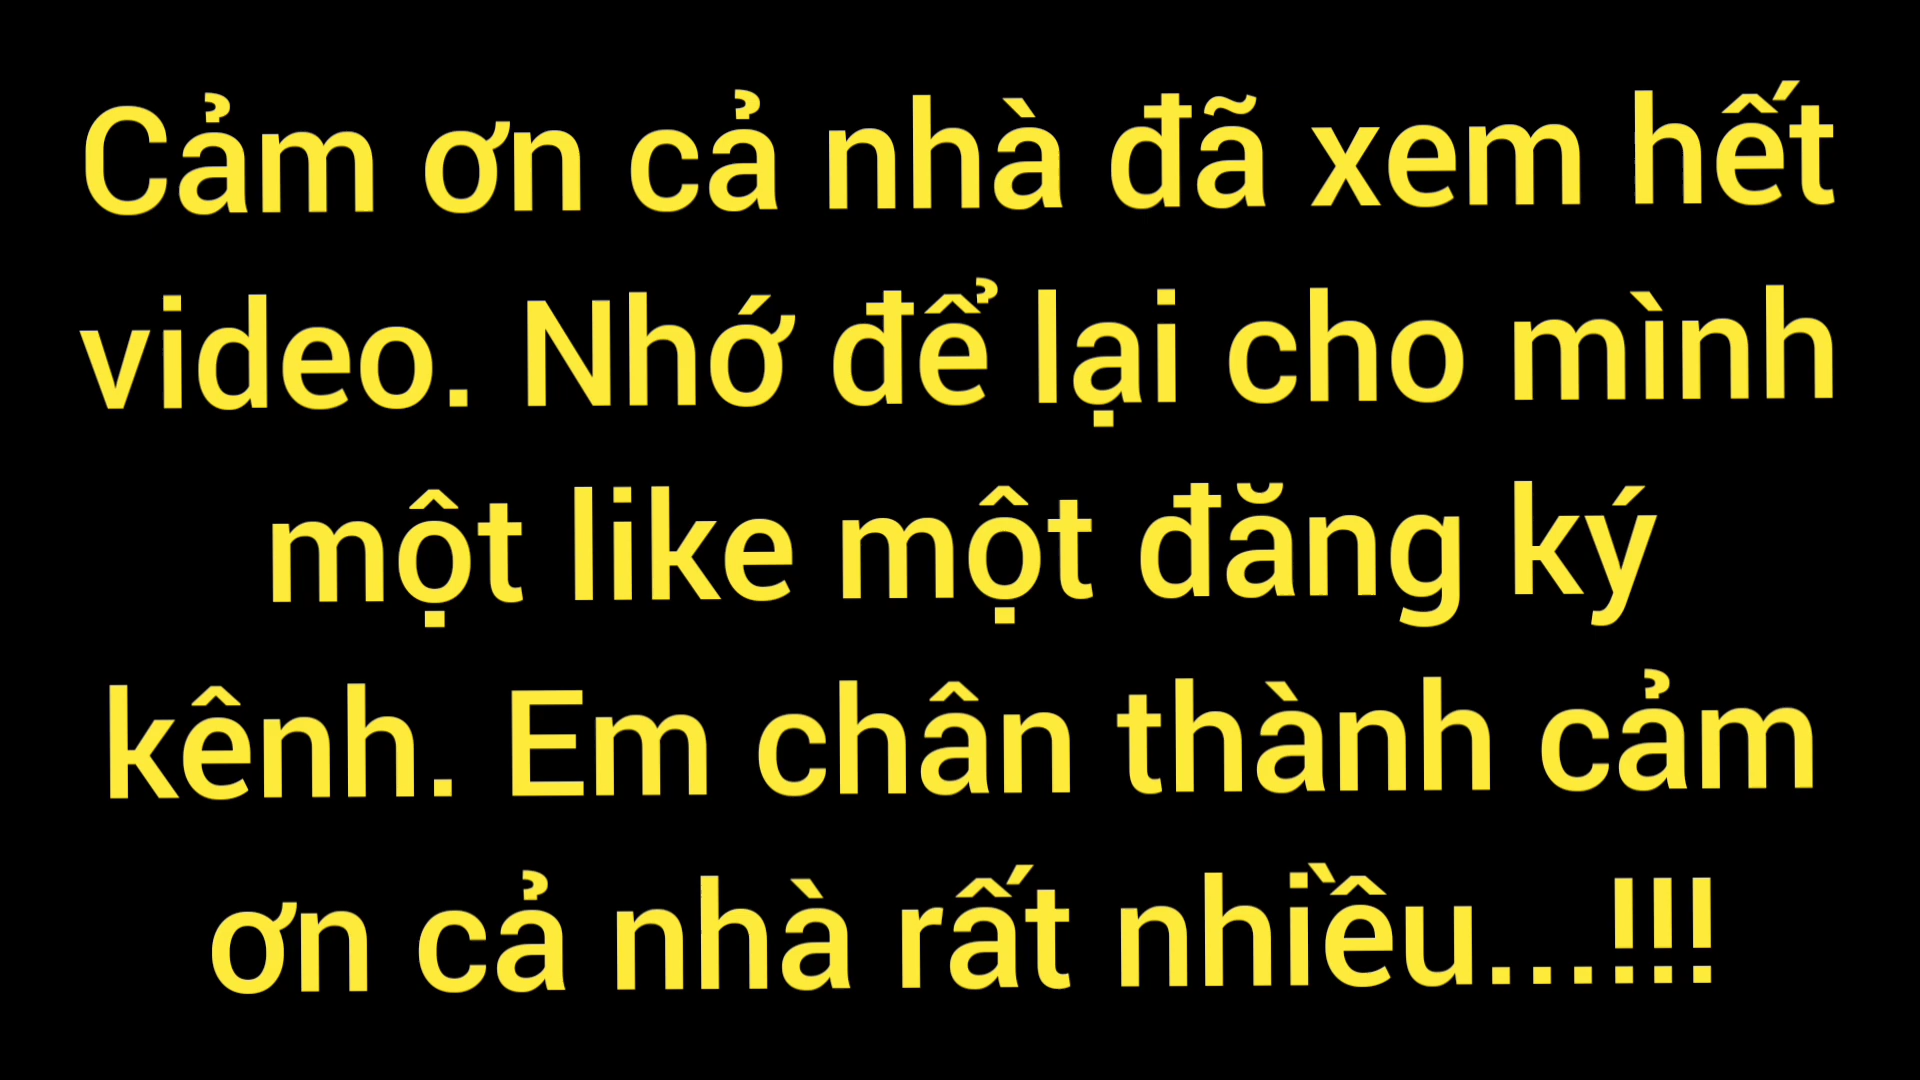 Cảm ơn cả nhà đã xem hết
video. Nhớ để lại cho mình
một like một đăng ký
kênh. Em chân thành cảm
ơn cả nhà rất nhiều...!!!